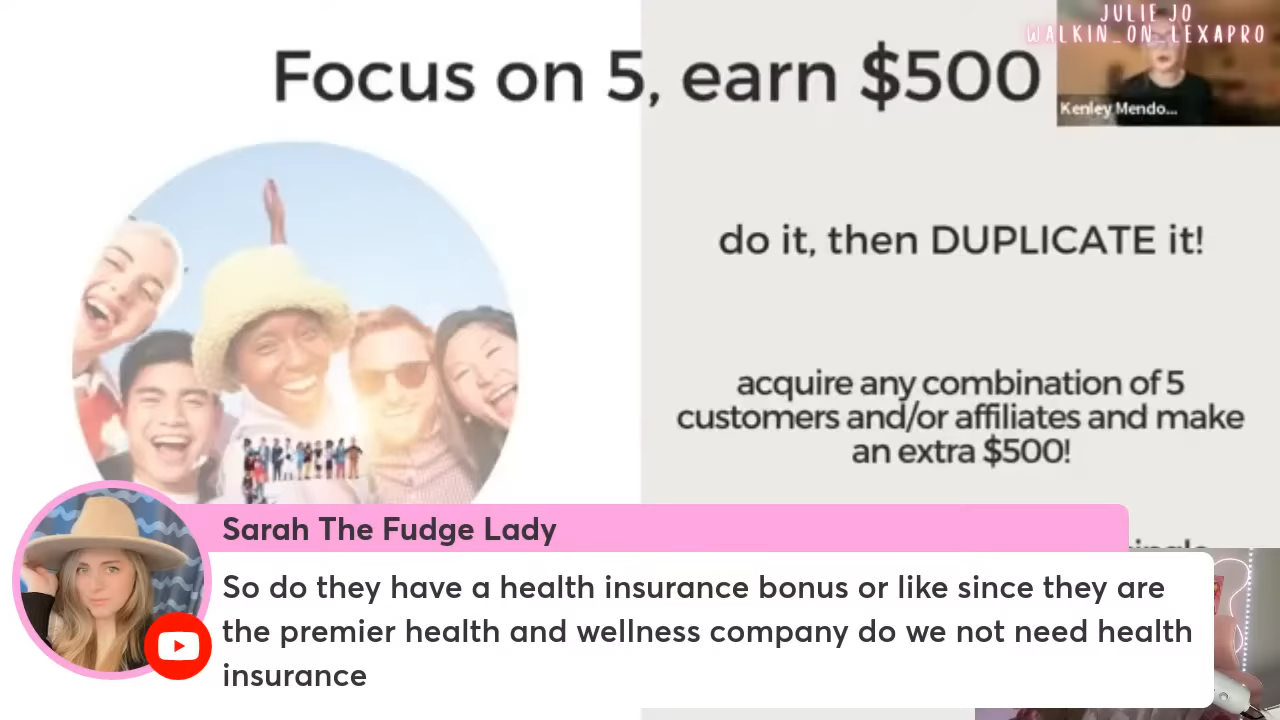 JULIE JO
WALKIN_ON_LEXAPRO
Focus on 5, earn $500
Kenley Mendo...
do it, then DUPLICATE it!
acquire any combination of 5
customers and/or affiliates and make
an extra $500!
Sarah The Fudge Lady
So do they have a health insurance bonus or like since they are
the premier health and wellness company do we not need health
insurance